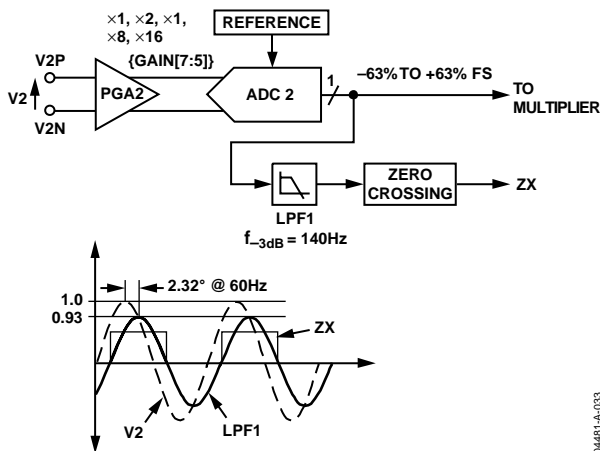 ×1, ×2, ×1,
×8, ×16
{GAIN[7:5]}
REFERENCE
V2P
V2
V2N
PGA2
ADC 2
1
–63% TO +63% FS
TO
MULTIPLIER
LPF1
f–3dB = 140Hz
ZERO
CROSSING
ZX
2.32° @ 60Hz
1.0
0.93
ZX
V2
LPF1
04481-A-033